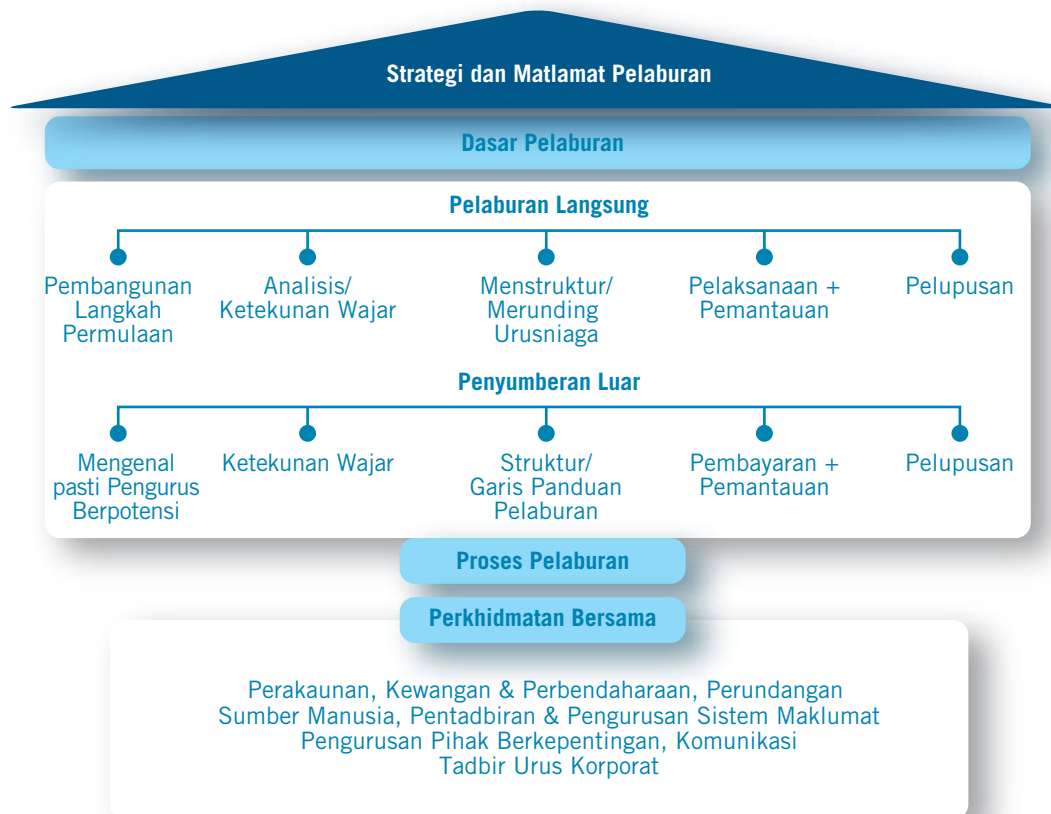 Strategi dan Matlamat Pelaburan
Dasar Pelaburan
Pelaburan Langsung
Pembangunan
Langkah
Permulaan
Analisis/
Ketekunan Wajar
Menstruktur/
Merunding
Urusniaga
Pelaksanaan +
Pemantauan
Pelupusan
Penyumberan Luar
Mengenal
pasti Pengurus
Berpotensi
Ketekunan Wajar
Struktur/
Garis Panduan
Pelaburan
Pembayaran +
Pemantauan
Pelupusan
Proses Pelaburan
Perkhidmatan Bersama
Perakaunan, Kewangan & Perbendaharaan, Perundangan
Sumber Manusia, Pentadbiran & Pengurusan Sistem Maklumat
Pengurusan Pihak Berkepentingan, Komunikasi
Tadbir Urus Korporat